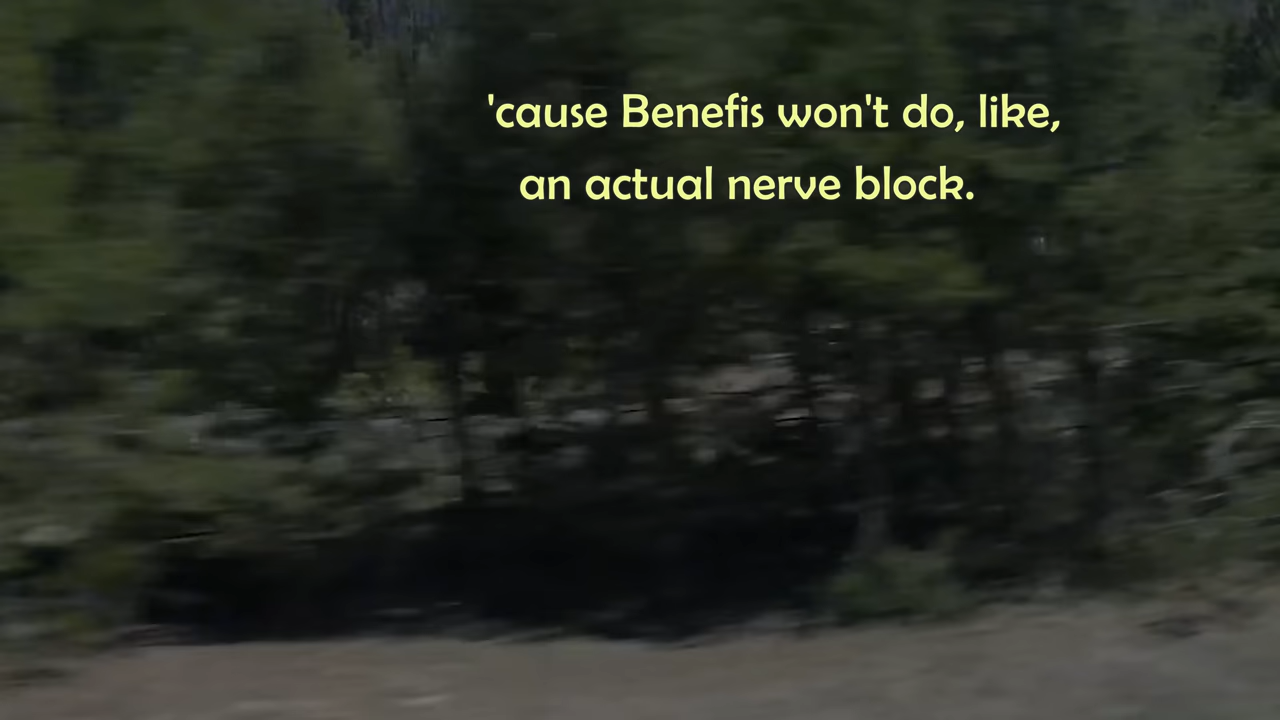 'cause Benefis won't do, like,
an actual nerve block.